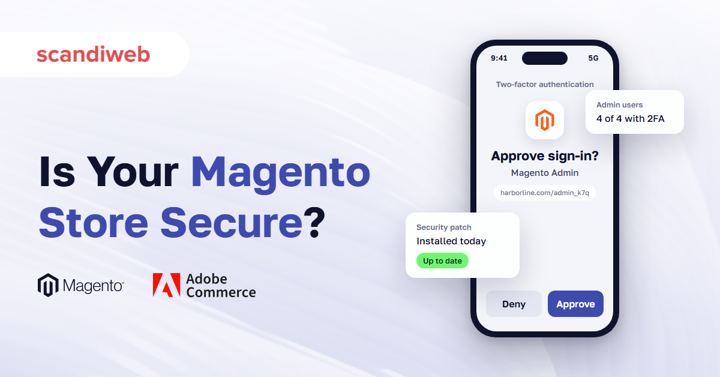 scandiweb
Is Your Magento
Store Secure?
Magento
Adobe
Commerce
9:41
5G
Two-factor authentication
Admin users
4 of 4 with 2FA
Approve sign-in?
Magento Admin
harborline.com/admin_k7q
Security patch
Installed today
Up to date
Deny
Approve